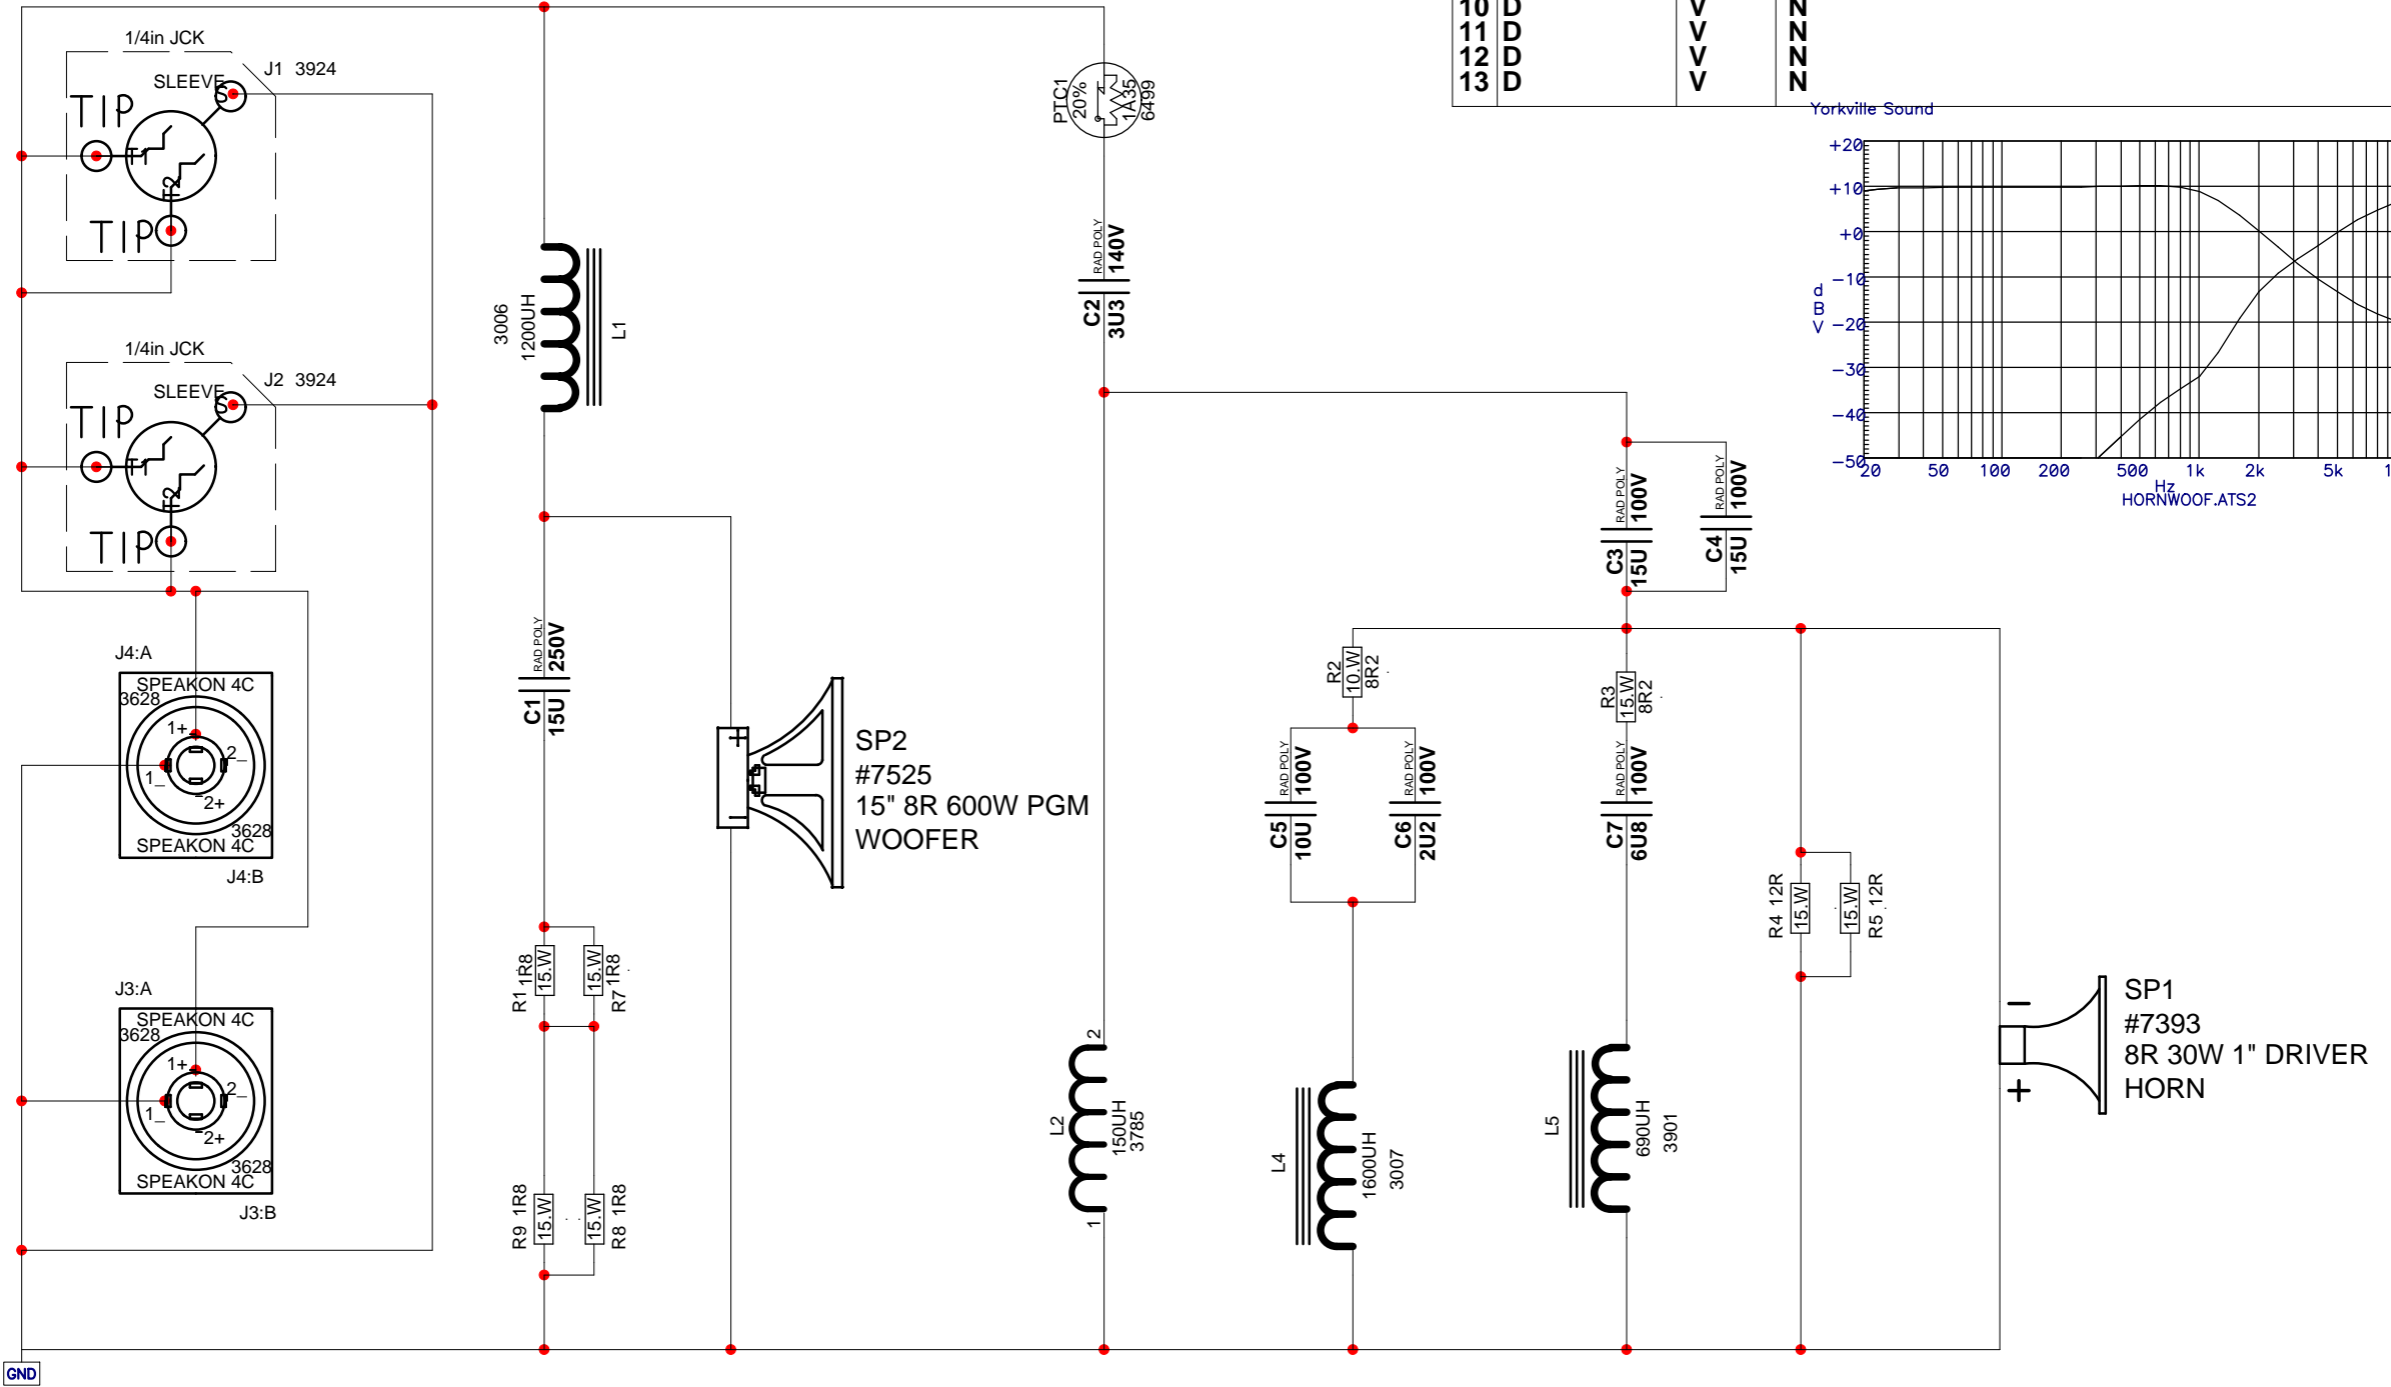 10 D V N
11 D V N
12 D V N
13 D V N
1/4in JCK
J1 3924
SLEEVE
S
TIP
T1
T2
TIP
1/4in JCK
J2 3924
SLEEVE
S
TIP
T1
T2
TIP
J4:A
SPEAKON 4C
3628
1+
2_
1_
2+
3628
SPEAKON 4C
J4:B
J3:A
SPEAKON 4C
3628
1+
2_
1_
2+
3628
SPEAKON 4C
J3:B
GND
3006
1200UH
L1
C1
15U
RAD POLY
250V
R1 1R8
15.W
15.W
R7 1R8
R9 1R8
15.W
15.W
R8 1R8
+
−
SP2
#7525
15" 8R 600W PGM
WOOFER
PTC1
20%
1A35
6499
RAD POLY
140V
C2
3U3
L2
2
150UH
3785
1
RAD POLY
100V
C3
15U
RAD POLY
100V
C4
15U
R2
10.W
8R2
R3
15.W
8R2
RAD POLY
100V
C5
10U
RAD POLY
100V
C6
2U2
RAD POLY
100V
C7
6U8
L4
1600UH
3007
L5
690UH
3901
R4 12R
15.W
15.W
R5 12R
−
+
SP1
#7393
8R 30W 1" DRIVER
HORN
Yorkville Sound
+20
+10
+0
−10
−20
−30
−40
−50
d
B
V
20 50 100 200 500 1k 2k 5k 1
Hz
HORNWOOF.ATS2